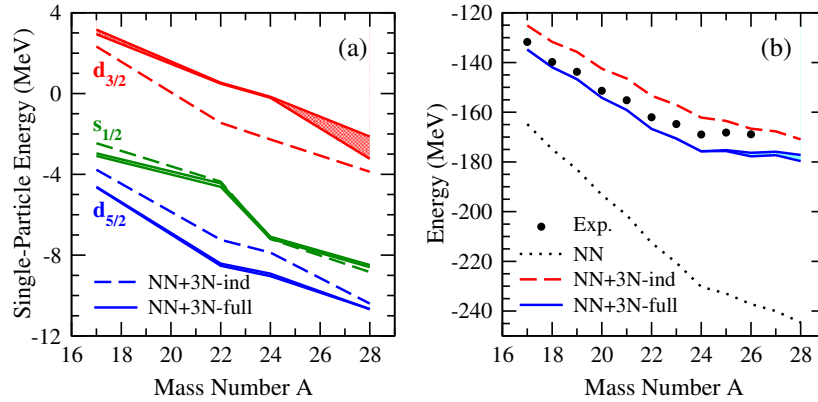 (a)
d3/2
s1/2
d5/2
NN+3N-ind
NN+3N-full
4
0
-4
-8
-12
16 18 20 22 24 26 28
Mass Number A
Single-Particle Energy (MeV)
(b)
Exp.
NN
NN+3N-ind
NN+3N-full
-120
-140
-160
-180
-200
-220
-240
16 18 20 22 24 26 28
Mass Number A
Energy (MeV)